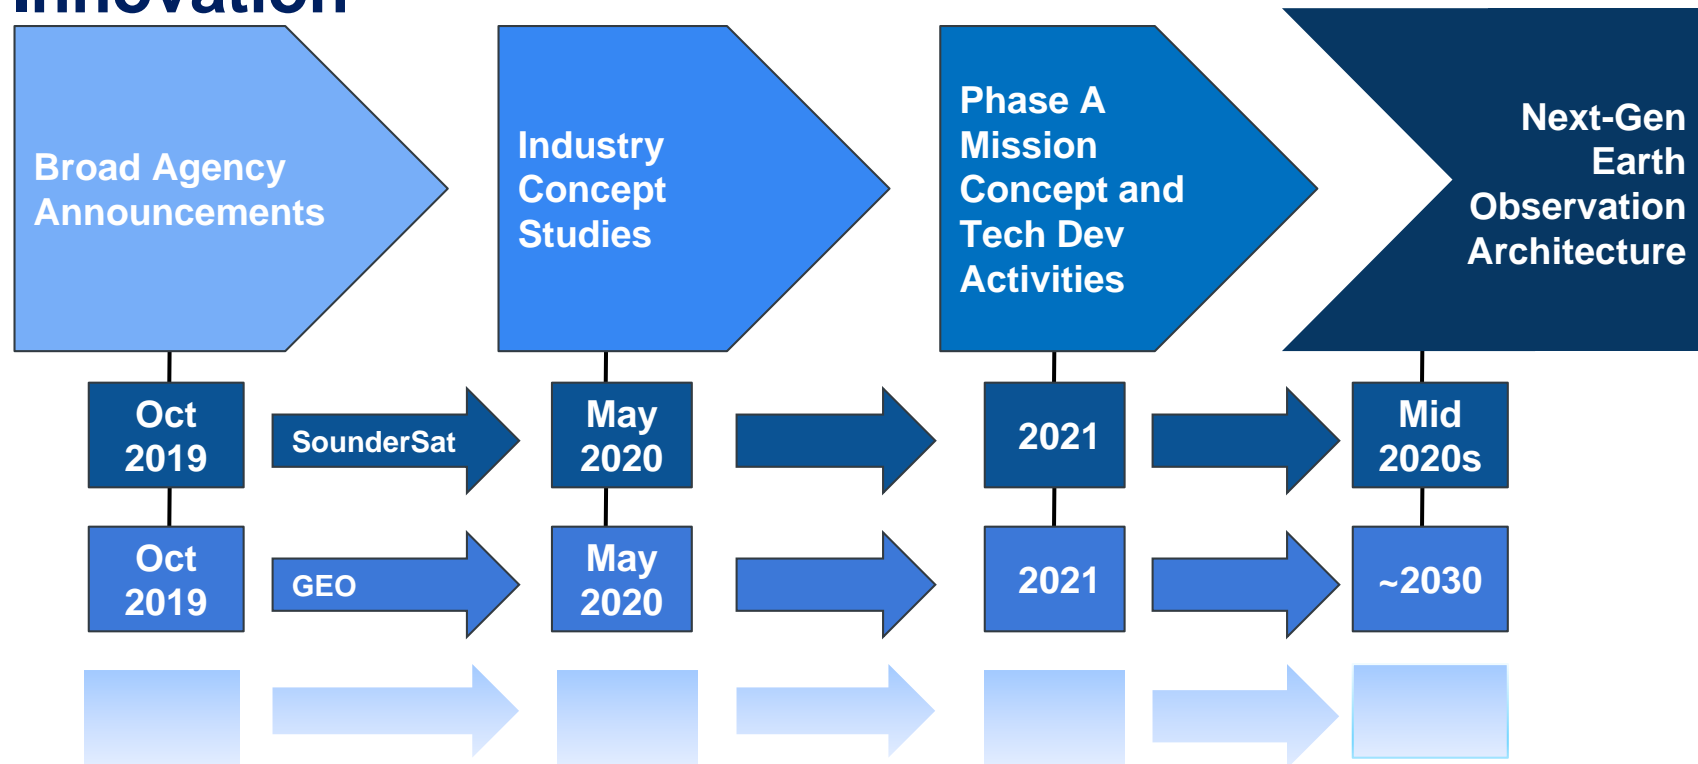 Innovation
Broad Agency
Announcements
Industry
Concept
Studies
Phase A
Mission
Concept and
Tech Dev
Activities
Next-Gen
Earth
Observation
Architecture
Oct
2019
SounderSat
May
2020
2021
Mid
2020s
Oct
2019
GEO
May
2020
2021
~2030